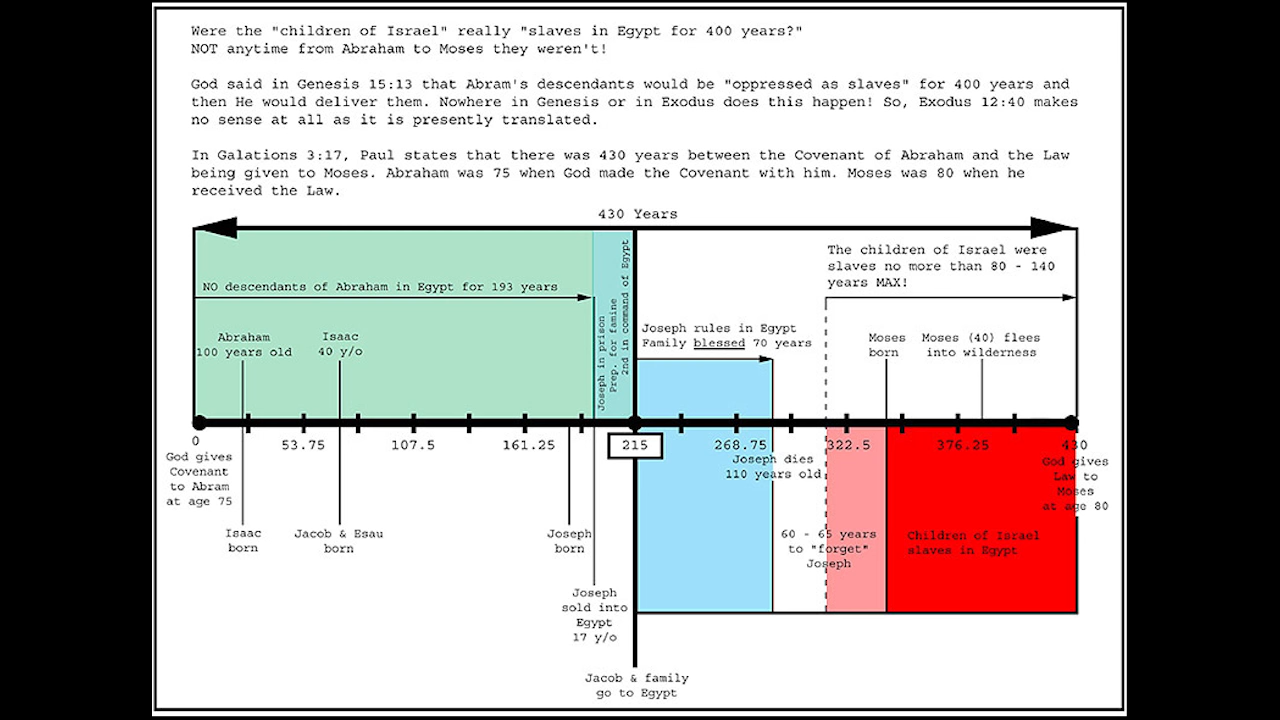 Were the "children of Israel" really "slaves in Egypt for 400 years?"
NOT anytime from Abraham to Moses they weren't!
God said in Genesis 15:13 that Abram's descendants would be "oppressed as slaves" for 400 years and
then He would deliver them. Nowhere in Genesis or in Exodus does this happen! So, Exodus 12:40 makes
no sense at all as it is presently translated.
In Galations 3:17, Paul states that there was 430 years between the Covenant of Abraham and the Law
being given to Moses. Abraham was 75 when God made the Covenant with him. Moses was 80 when he
received the Law.
430 Years
NO descendants of Abraham in Egypt for 193 years
Joseph in prison
Prep. for famine
2nd in command of Egypt
The children of Israel were
slaves no more than 80 - 140
years MAX!
Joseph rules in Egypt
Family blessed 70 years
Abraham
100 years old
Isaac
40 y/o
Moses
born
Moses (40) flees
into wilderness
0
53.75
107.5
161.25
215
268.75
322.5
376.25
430
God gives
Covenant
to Abram
at age 75
Joseph dies
110 years old
God gives
Law to
Moses
at age 80
Isaac
born
Jacob & Esau
born
Joseph
born
60 - 65 years
to "forget"
Joseph
Children of Israel
slaves in Egypt
Joseph
sold into
Egypt
17 y/o
Jacob & family
go to Egypt